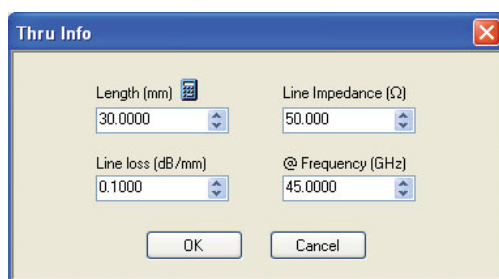 Thru Info
Length (mm) Line Impedance (Ω)
30.0000 50.000
Line loss (dB/mm) @ Frequency (GHz)
0.1000 45.0000
OK Cancel